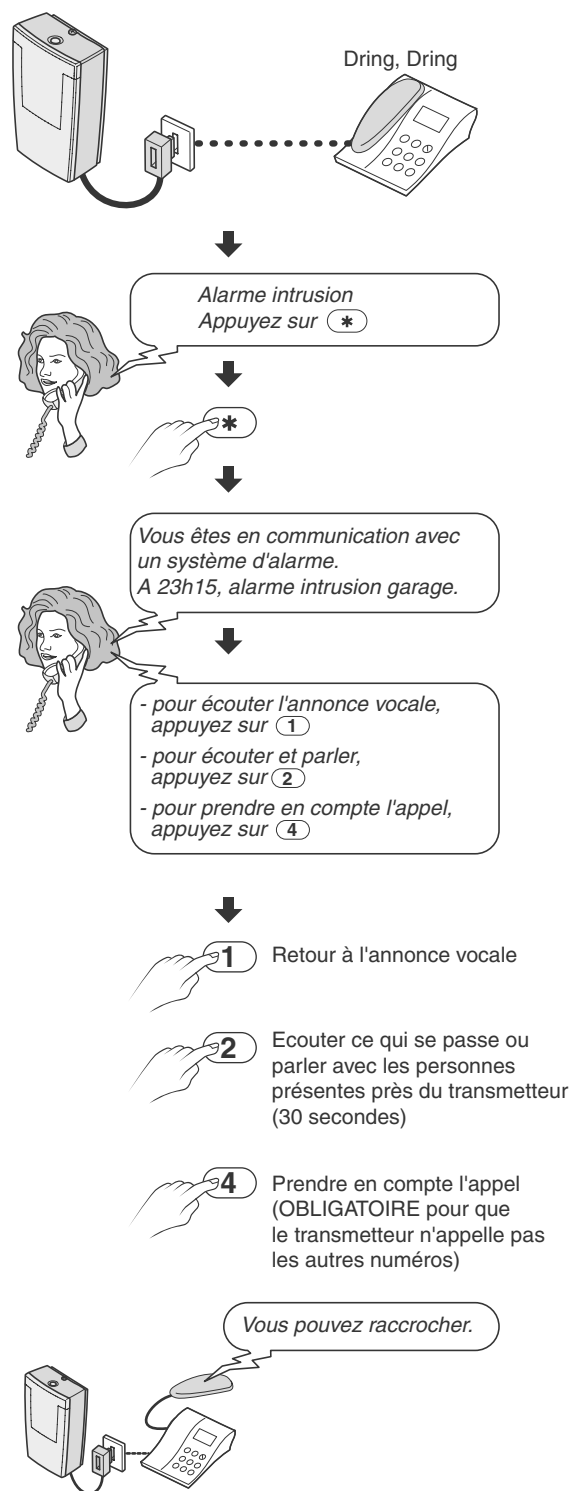 Dring, Dring
Alarme intrusion
Appuyez sur *
*
Vous êtes en communication avec
un système d'alarme.
A 23h15, alarme intrusion garage.
- pour écouter l'annonce vocale,
appuyez sur 1
- pour écouter et parler,
appuyez sur 2
- pour prendre en compte l'appel,
appuyez sur 4
1 Retour à l'annonce vocale
2 Ecouter ce qui se passe ou
parler avec les personnes
présentes près du transmetteur
(30 secondes)
4 Prendre en compte l'appel
(OBLIGATOIRE pour que
le transmetteur n'appelle pas
les autres numéros)
Vous pouvez raccrocher.